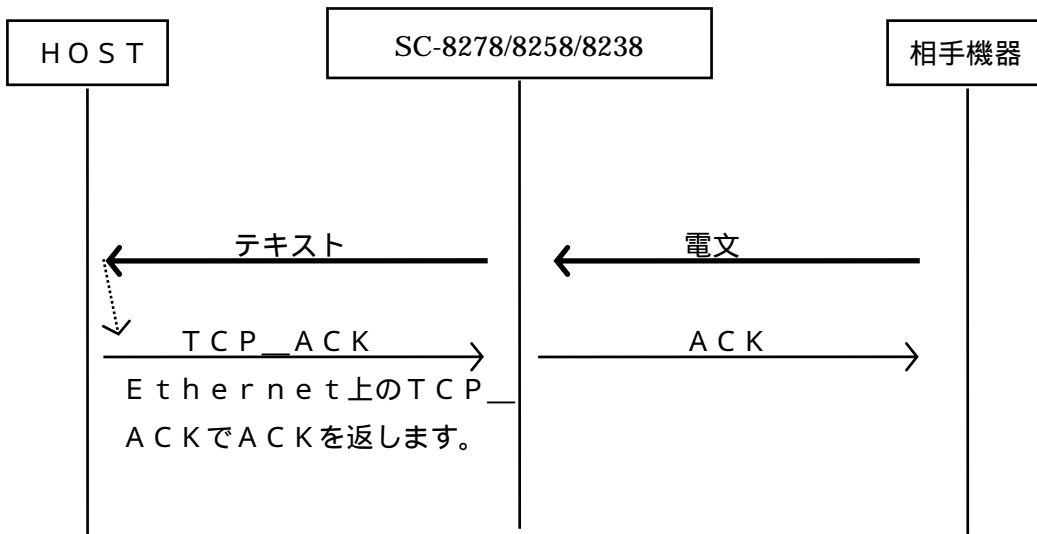 ＨＯＳＴ
SC-8278/8258/8238
相手機器
テキスト
電文
ＴＣＰ＿ＡＣＫ
ＡＣＫ
Ｅｔｈｅｒｎｅｔ上のＴＣＰ＿
ＡＣＫでＡＣＫを返します。